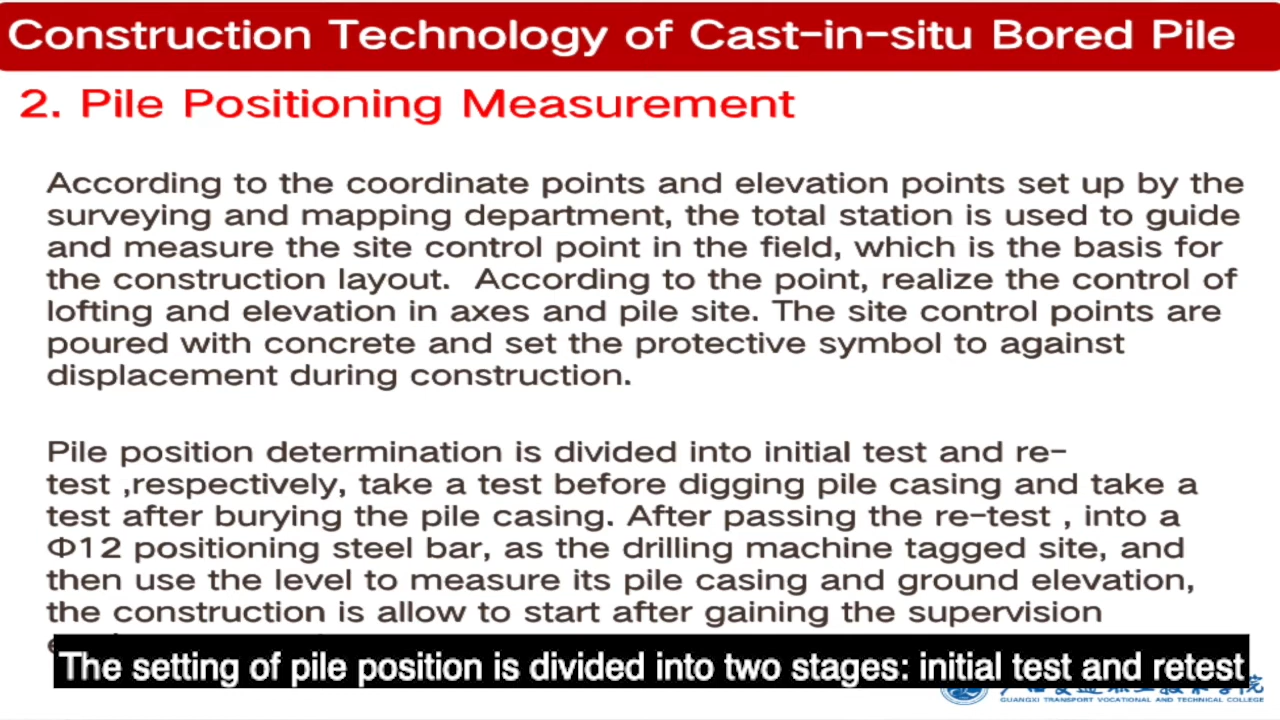 Construction Technology of Cast-in-situ Bored Pile
2. Pile Positioning Measurement
According to the coordinate points and elevation points set up by the
surveying and mapping department, the total station is used to guide
and measure the site control point in the field, which is the basis for
the construction layout.  According to the point, realize the control of
lofting and elevation in axes and pile site. The site control points are
poured with concrete and set the protective symbol to against
displacement during construction.
Pile position determination is divided into initial test and re-
test ,respectively, take a test before digging pile casing and take a
test after burying the pile casing. After passing the re-test , into a
Φ12 positioning steel bar, as the drilling machine tagged site, and
then use the level to measure its pile casing and ground elevation,
the construction is allow to start after gaining the supervision
The setting of pile position is divided into two stages: initial test and retest
GUANGXI TRANSPORT VOCATIONAL AND TECHNICAL COLLEGE